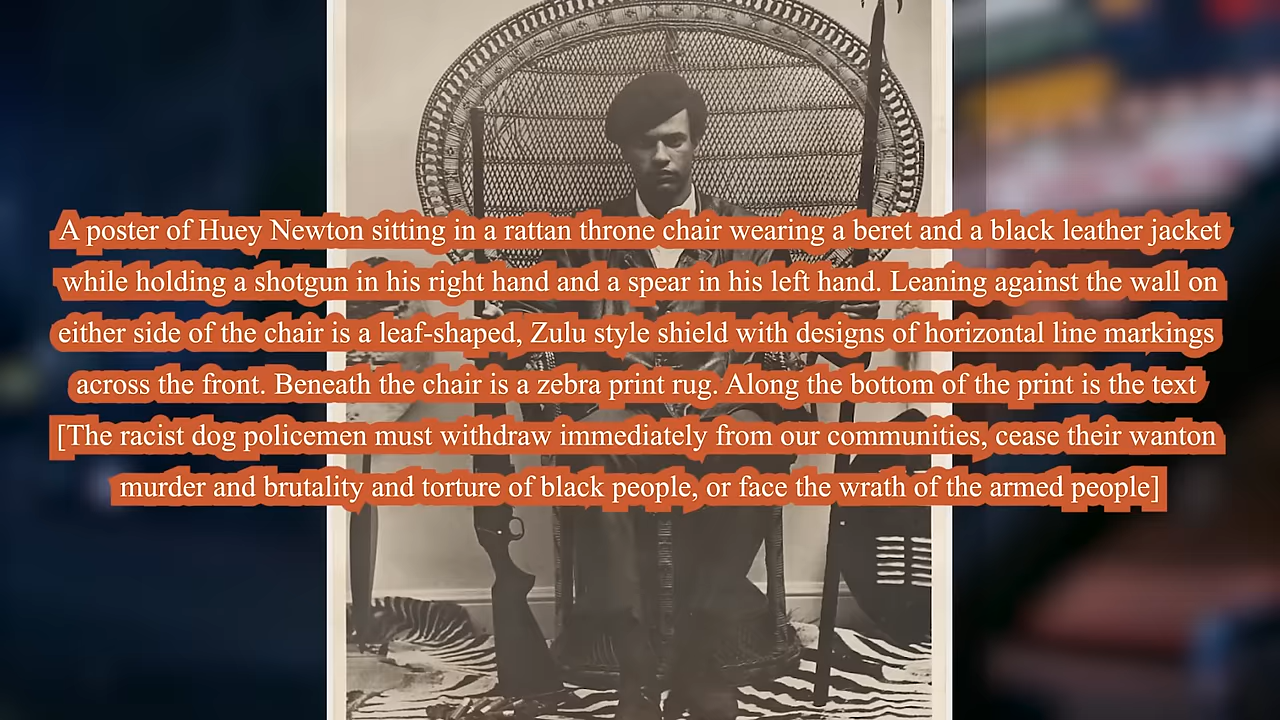 A poster of Huey Newton sitting in a rattan throne chair wearing a beret and a black leather jacket
while holding a shotgun in his right hand and a spear in his left hand. Leaning against the wall on
either side of the chair is a leaf-shaped, Zulu style shield with designs of horizontal line markings
across the front. Beneath the chair is a zebra print rug. Along the bottom of the print is the text
[The racist dog policemen must withdraw immediately from our communities, cease their wanton
murder and brutality and torture of black people, or face the wrath of the armed people]